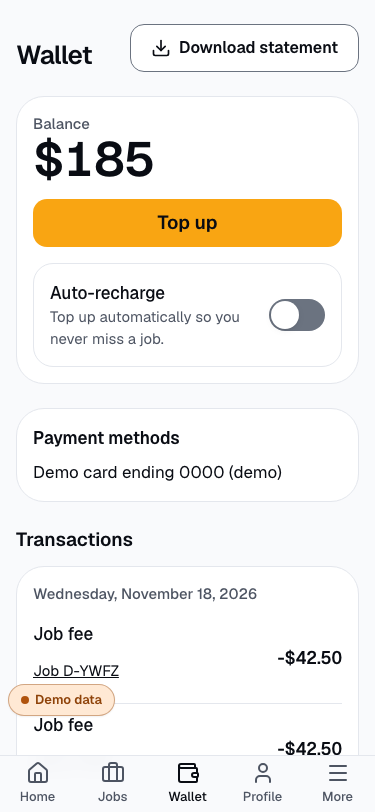 Wallet
Download statement
Balance
$185
Top up
Auto-recharge
Top up automatically so you
never miss a job.
Payment methods
Demo card ending 0000 (demo)
Transactions
Wednesday, November 18, 2026
Job fee
-$42.50
Job D-YWFZ
Demo data
Job fee
-$42.50
Home
Jobs
Wallet
Profile
More